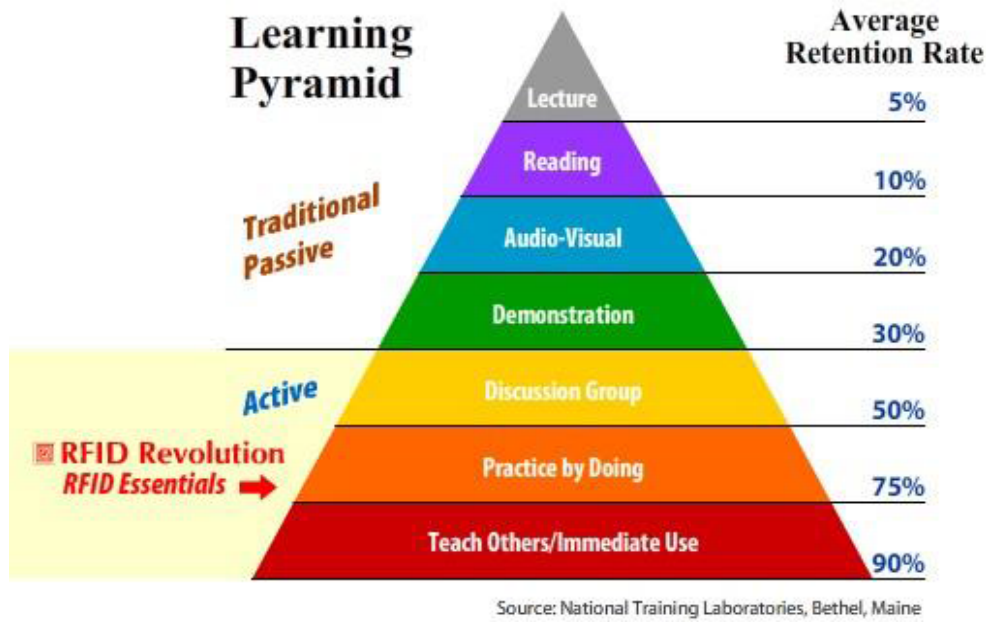 Learning
Pyramid
Average
Retention Rate
Lecture
5%
Reading
10%
Traditional
Passive
Audio-Visual
20%
Demonstration
30%
Active
Discussion Group
50%
RFID Revolution
RFID Essentials
Practice by Doing
75%
Teach Others/Immediate Use
90%
Source: National Training Laboratories, Bethel, Maine